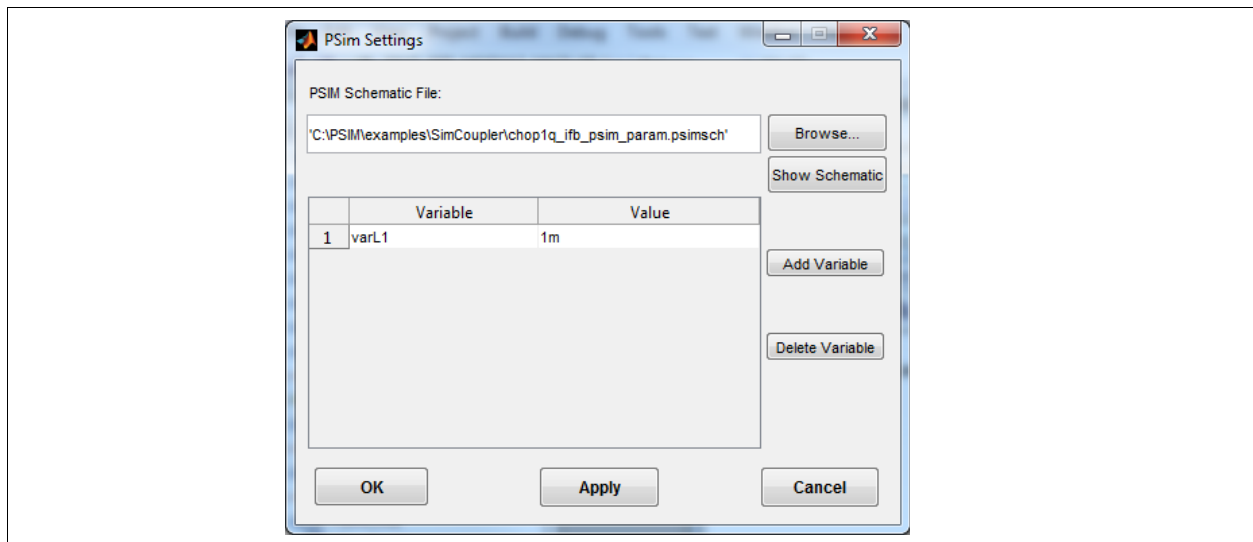 PSim Settings
PSIM Schematic File:
'C:\PSIM\examples\SimCoupler\chop1q_ifb_psim_param.psimsch'
Browse...
Show Schematic
Variable Value
1 varL1 1m
Add Variable
Delete Variable
OK Apply Cancel